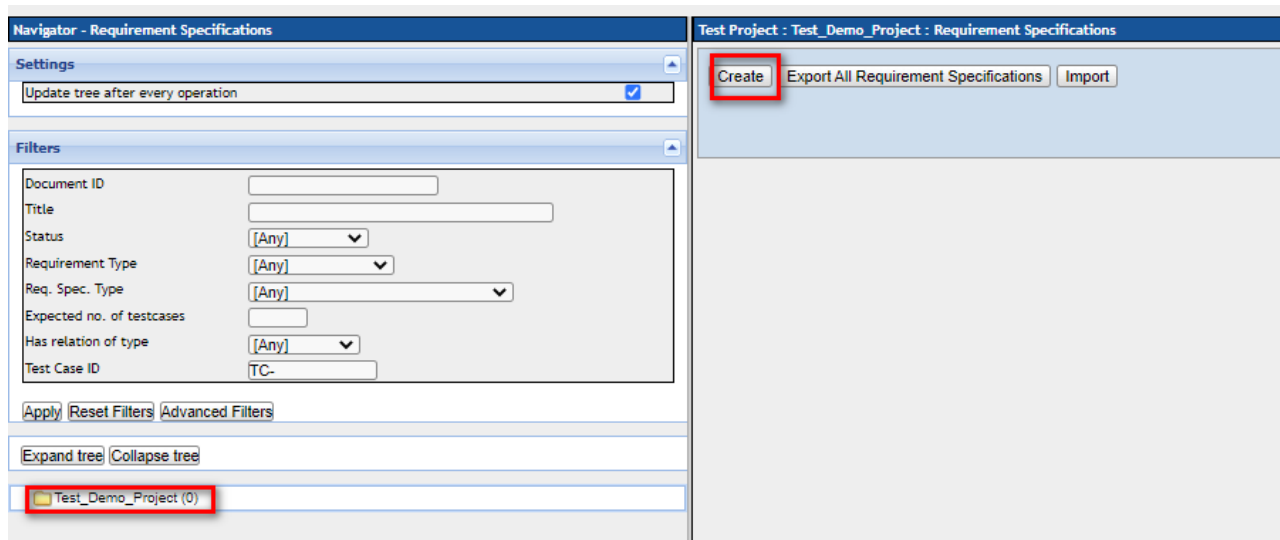 Navigator - Requirement Specifications
Settings
Update tree after every operation
Filters
Document ID
Title
Status [Any]
Requirement Type [Any]
Req. Spec. Type [Any]
Expected no. of testcases
Has relation of type [Any]
Test Case ID TC-
Apply Reset Filters Advanced Filters
Expand tree Collapse tree
Test_Demo_Project (0)
Test Project : Test_Demo_Project : Requirement Specifications
Create Export All Requirement Specifications Import